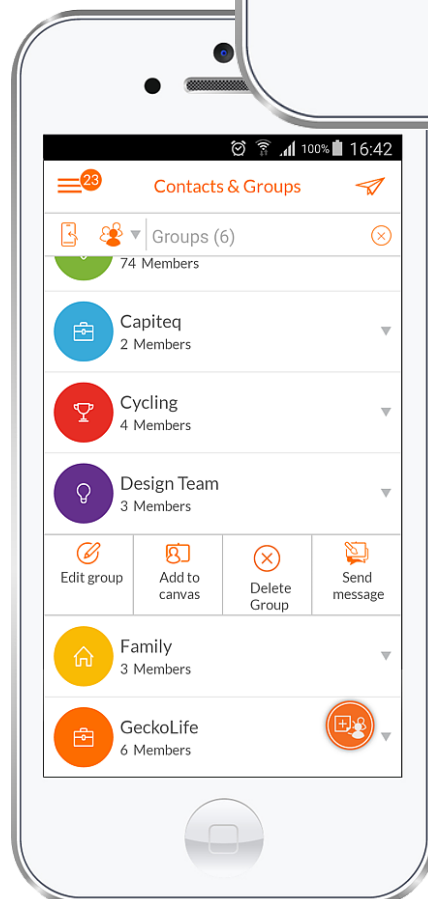 100% 16:42
23
Contacts & Groups
Groups (6)
74 Members
Capiteq
2 Members
Cycling
4 Members
Design Team
3 Members
Edit group
Add to
canvas
Delete
Group
Send
message
Family
3 Members
GeckoLife
6 Members